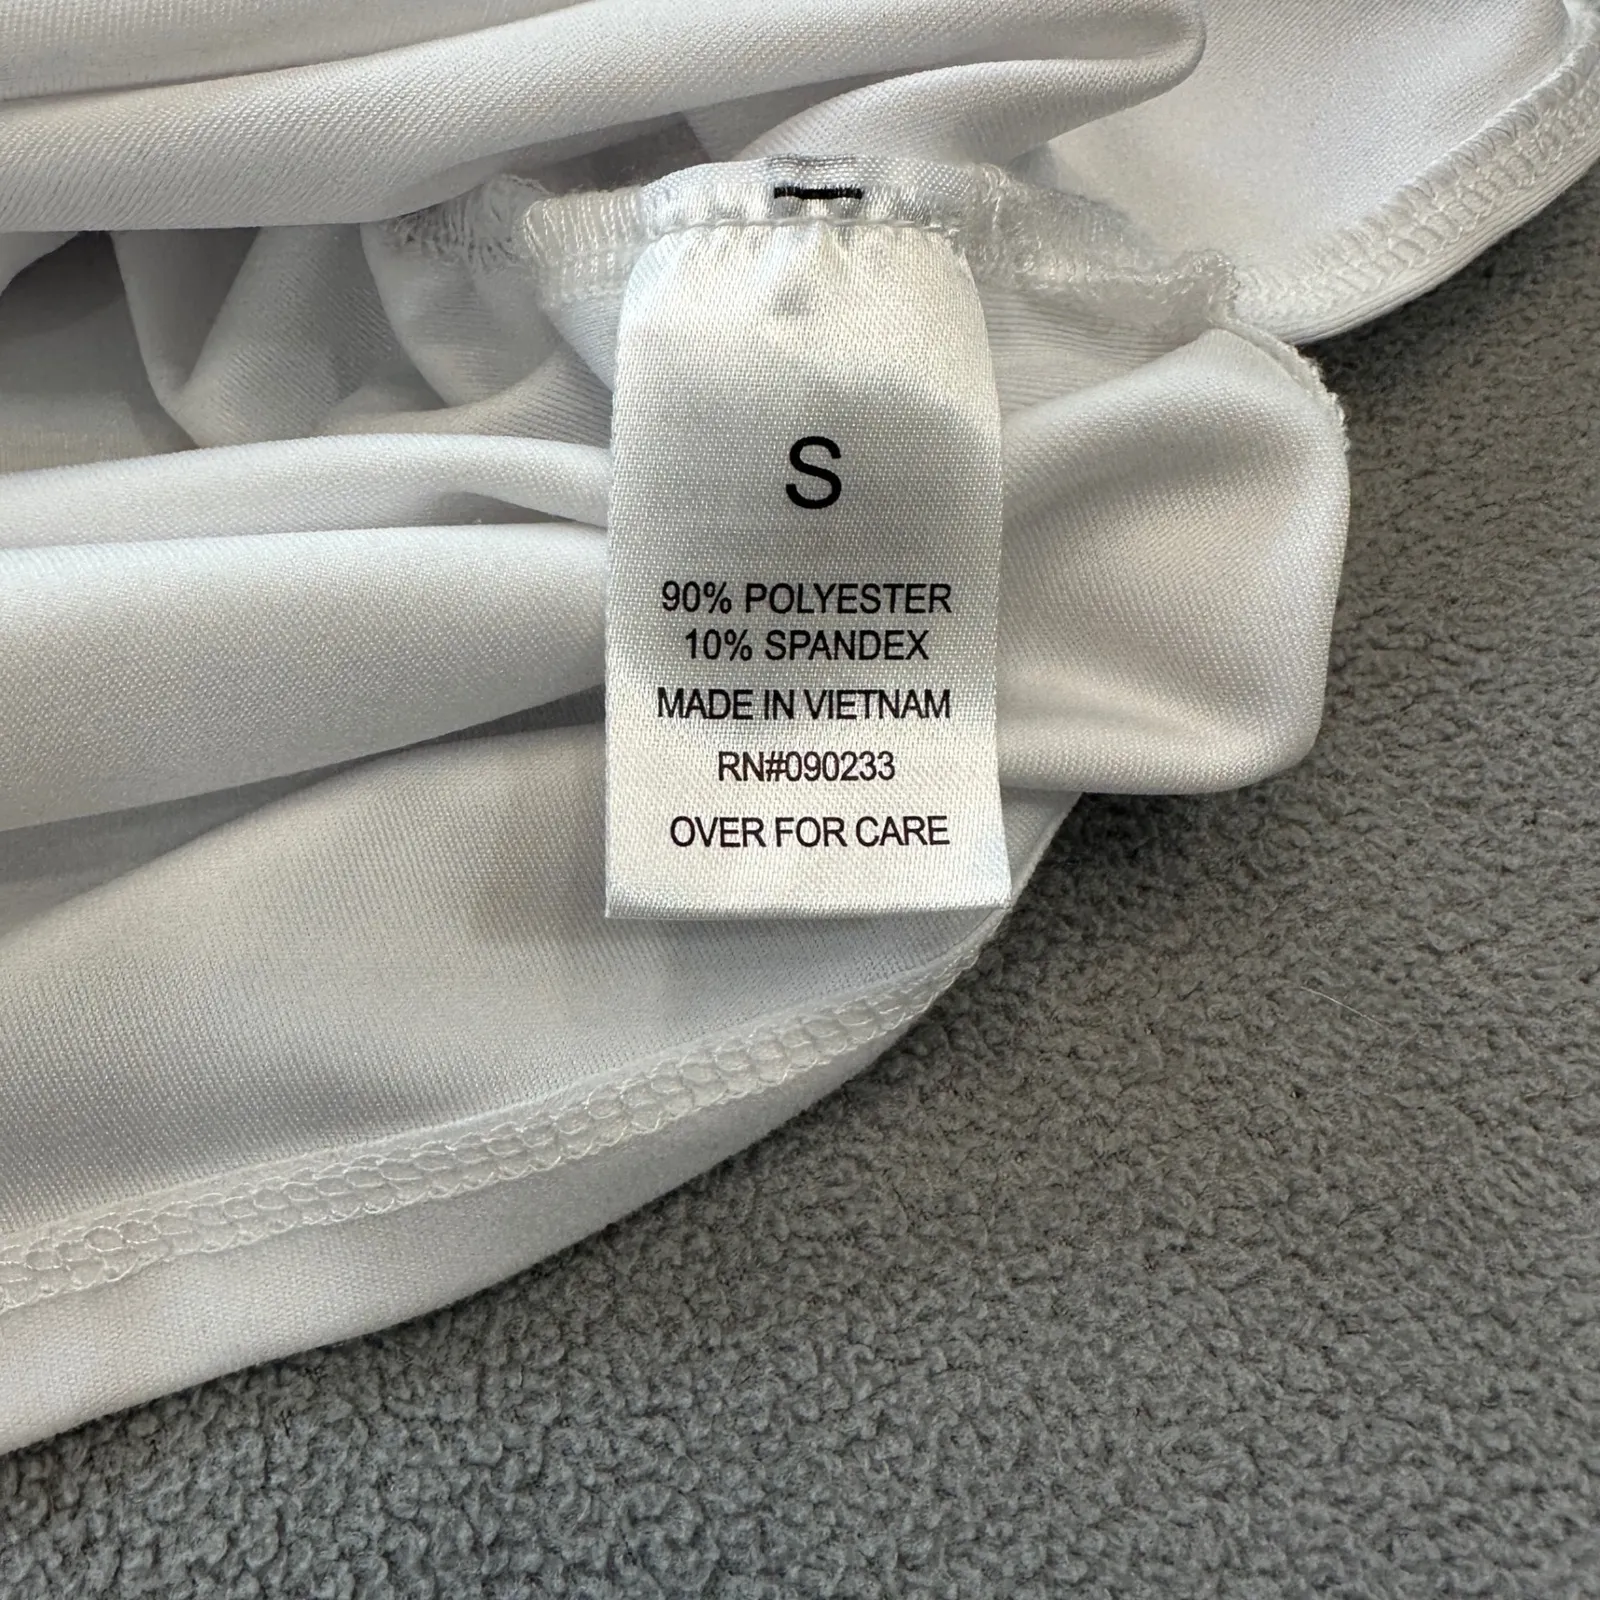 S
90% POLYESTER
10% SPANDEX
MADE IN VIETNAM
RN#090233
OVER FOR CARE